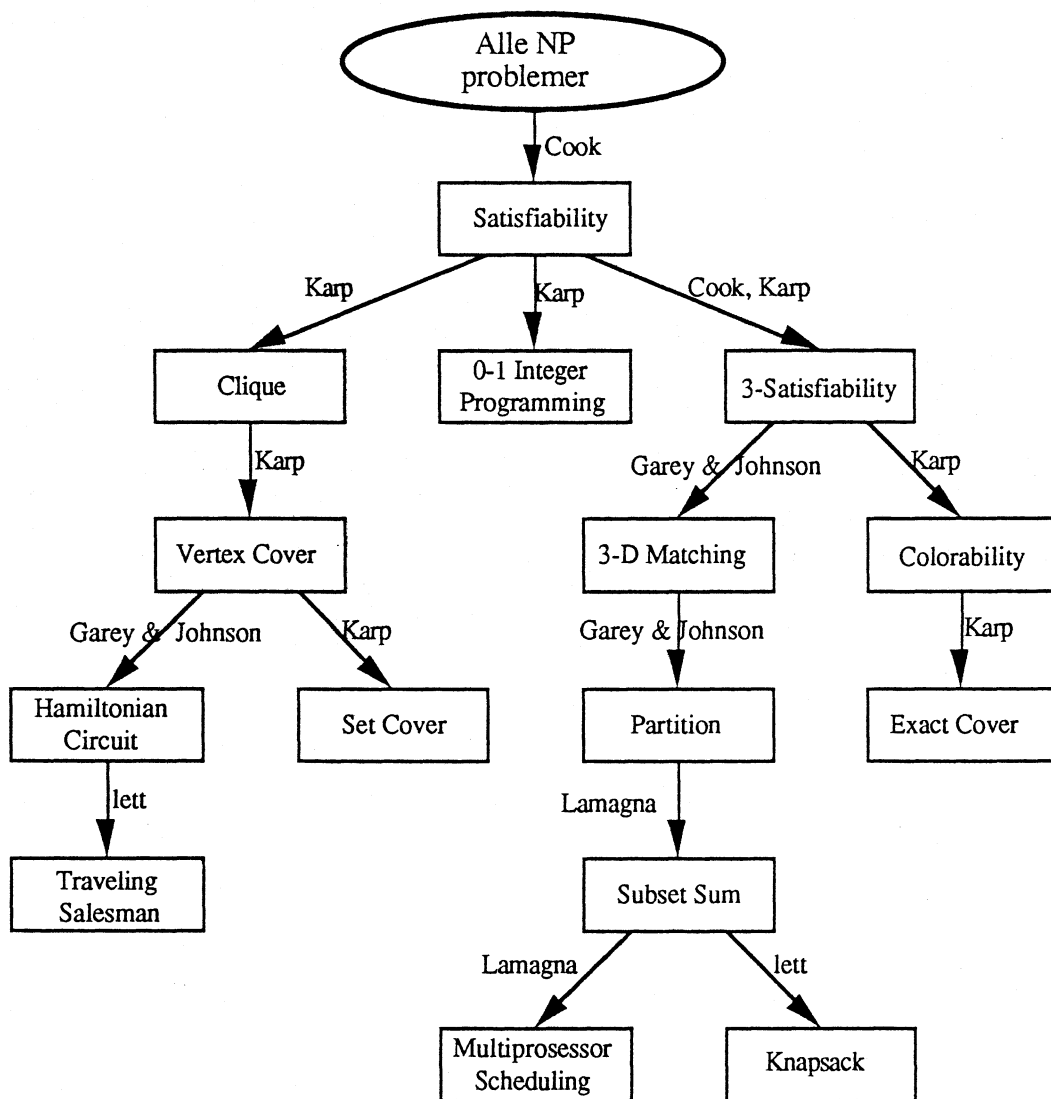 Alle NP
problemer
Cook
Satisfiability
Karp
Karp
Cook, Karp
Clique
0-1 Integer
Programming
3-Satisfiability
Karp
Garey & Johnson
Karp
Vertex Cover
3-D Matching
Colorability
Garey & Johnson
Karp
Garey & Johnson
Karp
Hamiltonian
Circuit
Set Cover
Partition
Exact Cover
lett
Lamagna
Traveling
Salesman
Subset Sum
Lamagna
lett
Multiprosessor
Scheduling
Knapsack